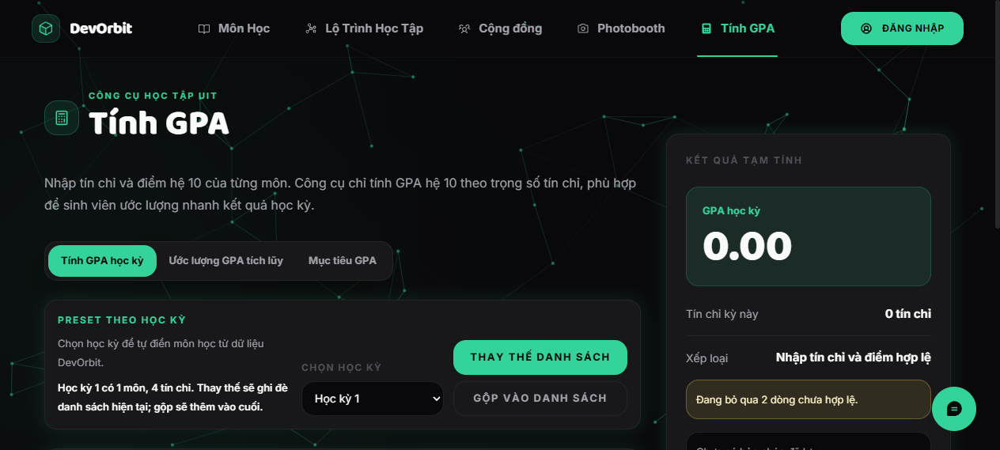 DevOrbit
Môn Học
Lộ Trình Học Tập
Cộng đồng
Photobooth
Tính GPA
ĐĂNG NHẬP
CÔNG CỤ HỌC TẬP UIT
Tính GPA
Nhập tín chỉ và điểm hệ 10 của từng môn. Công cụ chỉ tính GPA hệ 10 theo trọng số tín chỉ, phù hợp
để sinh viên ước lượng nhanh kết quả học kỳ.
Tính GPA học kỳ
Ước lượng GPA tích lũy
Mục tiêu GPA
PRESET THEO HỌC KỲ
Chọn học kỳ để tự điền môn học từ dữ liệu
DevOrbit.
Học kỳ 1 có 1 môn, 4 tín chỉ. Thay thế sẽ ghi đè
danh sách hiện tại; gộp sẽ thêm vào cuối.
CHỌN HỌC KỲ
Học kỳ 1
THAY THẾ DANH SÁCH
GỘP VÀO DANH SÁCH
KẾT QUẢ TẠM TÍNH
GPA học kỳ
0.00
Tín chỉ kỳ này
0 tín chỉ
Xếp loại
Nhập tín chỉ và điểm hợp lệ
Đang bỏ qua 2 dòng chưa hợp lệ.